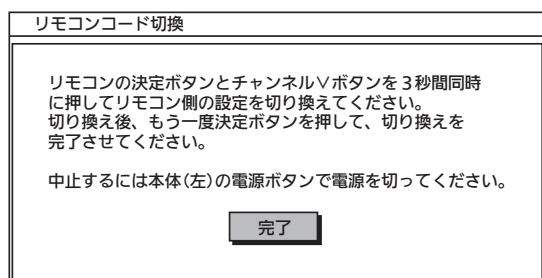 リモコンコード切換
リモコンの決定ボタンとチャンネル∨ボタンを3秒間同時
に押してリモコン側の設定を切り換えてください。
切り換え後、もう一度決定ボタンを押して、切り換えを
完了させてください。
中止するには本体(左)の電源ボタンで電源を切ってください。
完了